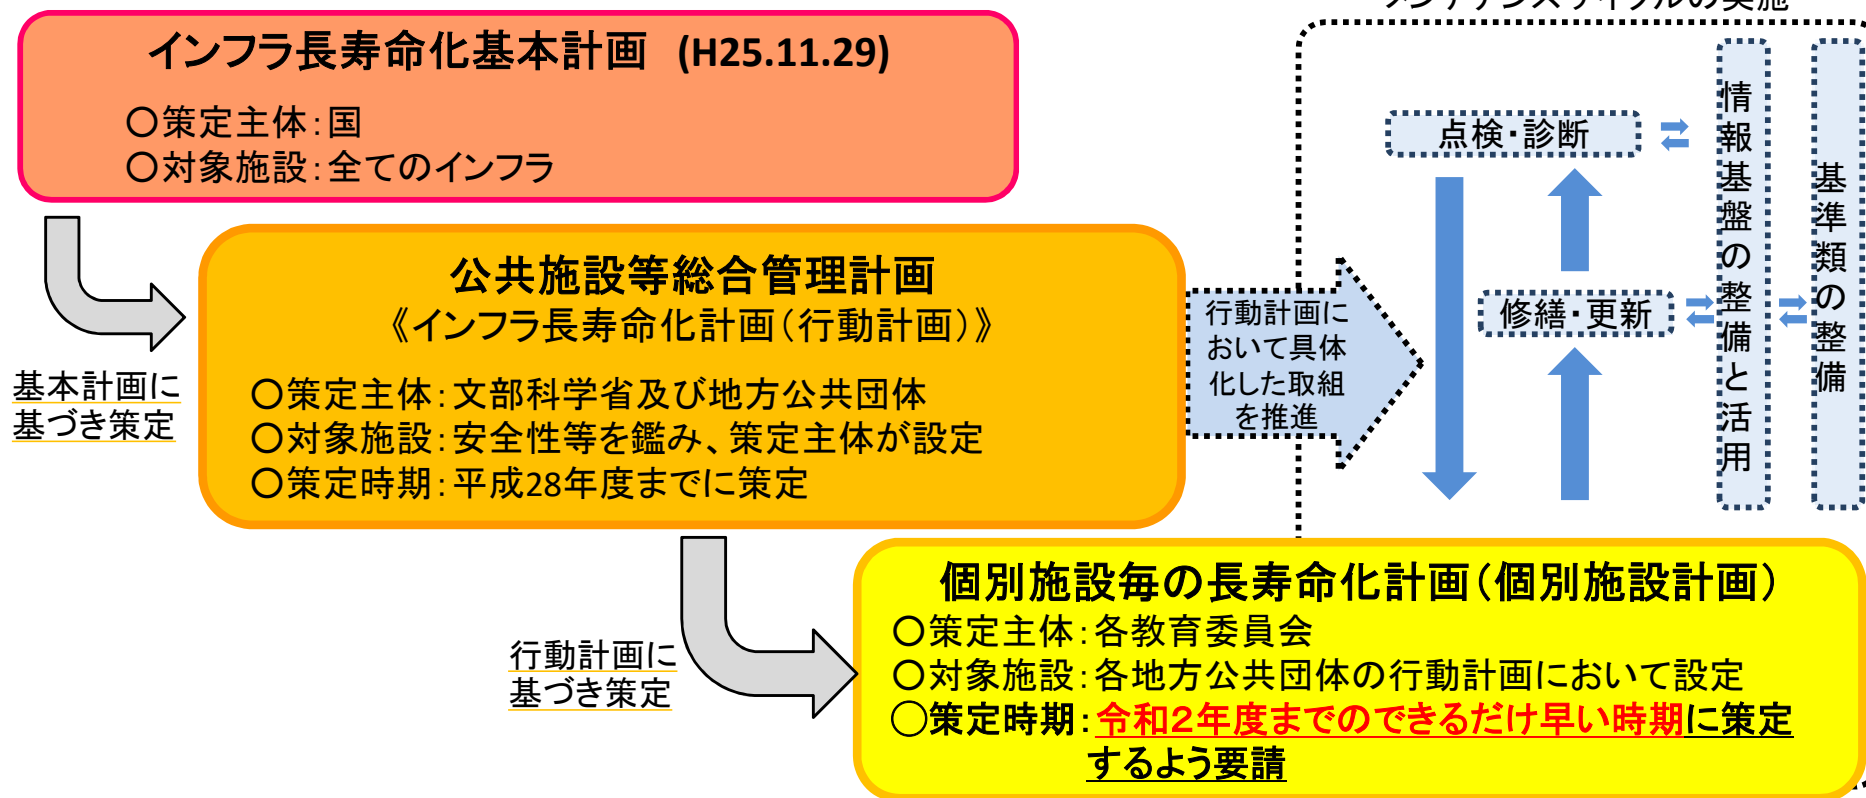 メンテナンスサイクルの実施
インフラ長寿命化基本計画 (H25.11.29)
○策定主体：国
○対象施設：全てのインフラ
基本計画に
基づき策定
公共施設等総合管理計画
《インフラ長寿命化計画（行動計画）》
○策定主体：文部科学省及び地方公共団体
○対象施設：安全性等を鑑み、策定主体が設定
○策定時期：平成28年度までに策定
行動計画に
おいて具体
化した取組
を推進
点検・診断
修繕・更新
情報基盤の整備と活用
基準類の整備
行動計画に
基づき策定
個別施設毎の長寿命化計画（個別施設計画）
○策定主体：各教育委員会
○対象施設：各地方公共団体の行動計画において設定
○策定時期：令和２年度までのできるだけ早い時期に策定
するよう要請